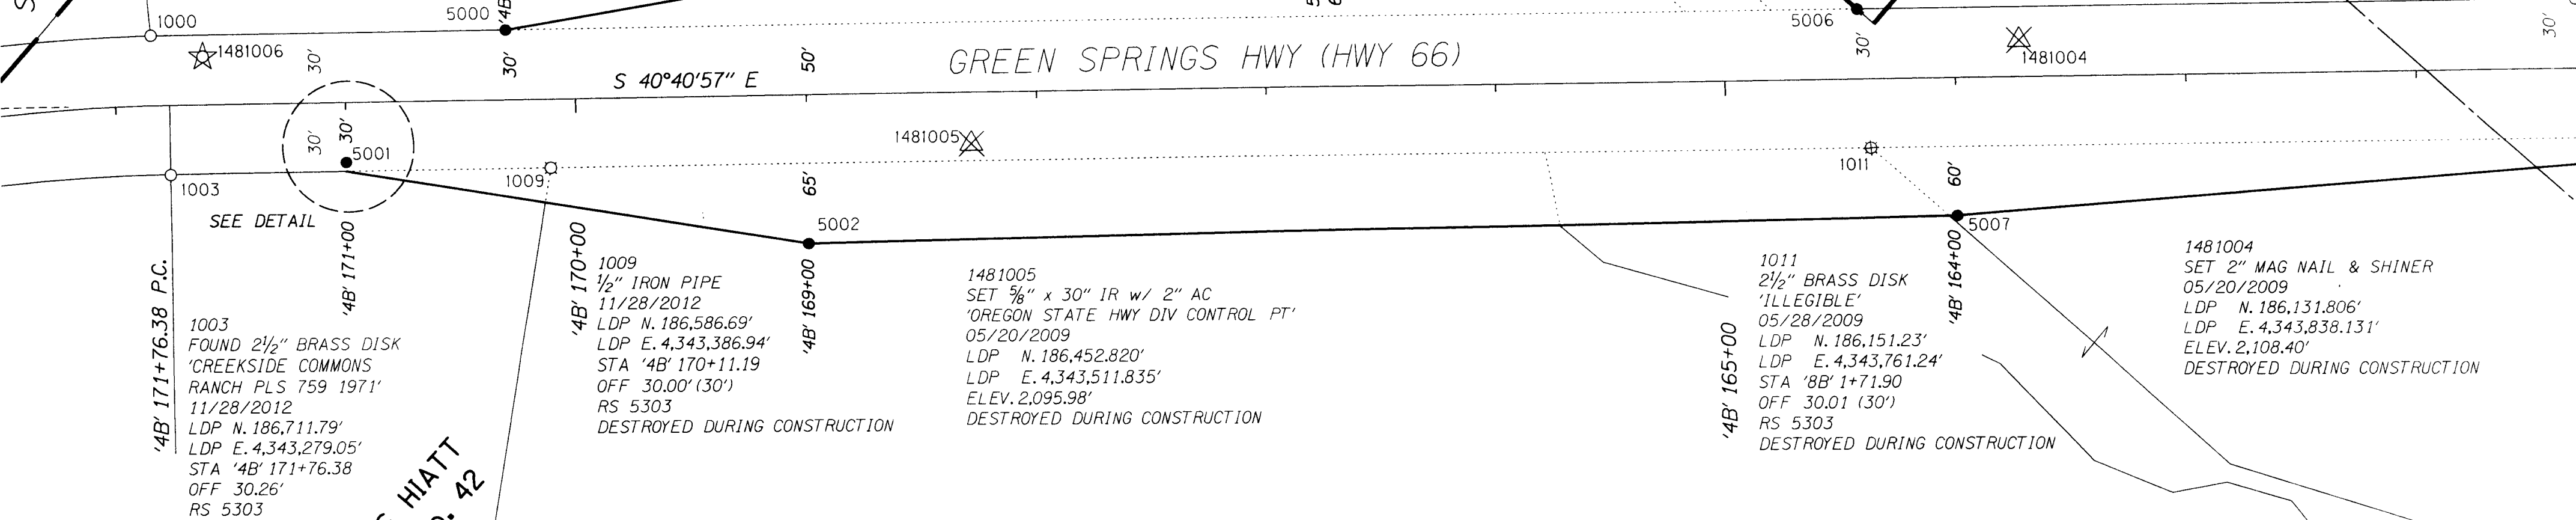 1000
5000
'4B
1481006
30'
30'
50'
GREEN SPRINGS HWY (HWY 66)
S 40°40'57" E
5006
30'
1481004
30'
30'
30'
5001
1003
SEE DETAIL
1009
1481005
65'
5002
1011
60'
5007
'4B' 171+76.38 P.C.
'4B' 171+00
'4B' 170+00
'4B' 169+00
'4B' 165+00
'4B' 164+00
1003
FOUND 2½" BRASS DISK
'CREEKSIDE COMMONS
RANCH PLS 759 1971'
11/28/2012
LDP N. 186,711.79'
LDP E. 4,343,279.05'
STA '4B' 171+76.38
OFF 30.26'
RS 5303
HIATT
42
1009
½" IRON PIPE
11/28/2012
LDP N. 186,586.69'
LDP E. 4,343,386.94'
STA '4B' 170+11.19
OFF 30.00' (30')
RS 5303
DESTROYED DURING CONSTRUCTION
1481005
SET ⅝" x 30" IR w/ 2" AC
'OREGON STATE HWY DIV CONTROL PT'
05/20/2009
LDP N. 186,452.820'
LDP E. 4,343,511.835'
ELEV. 2,095.98'
DESTROYED DURING CONSTRUCTION
1011
2½" BRASS DISK
'ILLEGIBLE'
05/28/2009
LDP N. 186,151.23'
LDP E. 4,343,761.24'
STA '8B' 1+71.90
OFF 30.01 (30')
RS 5303
DESTROYED DURING CONSTRUCTION
1481004
SET 2" MAG NAIL & SHINER
05/20/2009
LDP N. 186,131.806'
LDP E. 4,343,838.131'
ELEV. 2,108.40'
DESTROYED DURING CONSTRUCTION